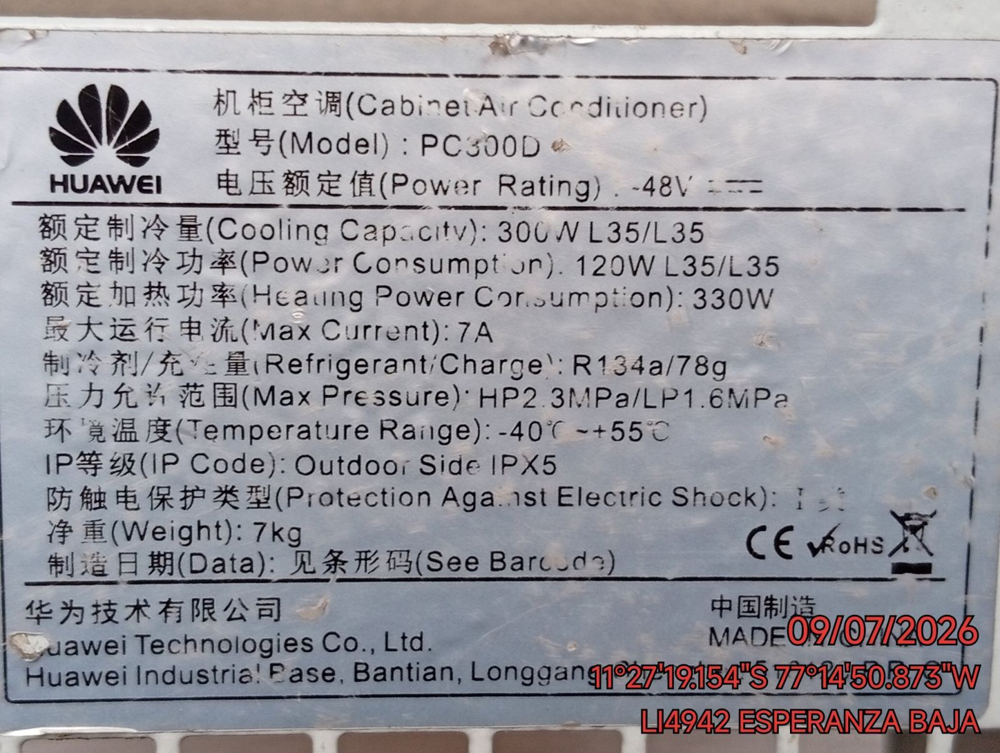 HUAWEI
机柜空调(Cabinet Air Conditioner)
型号(Model) : PC300D
电压额定值(Power Rating) : -48V
额定制冷量(Cooling Capacity): 300W L35/L35
额定制冷功率(Power Consumption): 120W L35/L35
额定加热功率(Heating Power Consumption): 330W
最大运行电流(Max Current): 7A
制冷剂/充注量(Refrigerant/Charge): R134a/78g
压力允许范围(Max Pressure): HP2.3MPa/LP1.6MPa
环境温度(Temperature Range): -40℃ ~+55℃
IP等级(IP Code): Outdoor Side IPX5
防触电保护类型(Protection Against Electric Shock): I 类
净重(Weight): 7kg
CE RoHS
制造日期(Data): 见条形码(See Barcode)
华为技术有限公司
中国制造
Huawei Technologies Co., Ltd.
MADE IN CHINA
Huawei Industrial Base, Bantian, Longgang
09/07/2026
11°27'19.154"S 77°14'50.873"W
LI4942 ESPERANZA BAJA